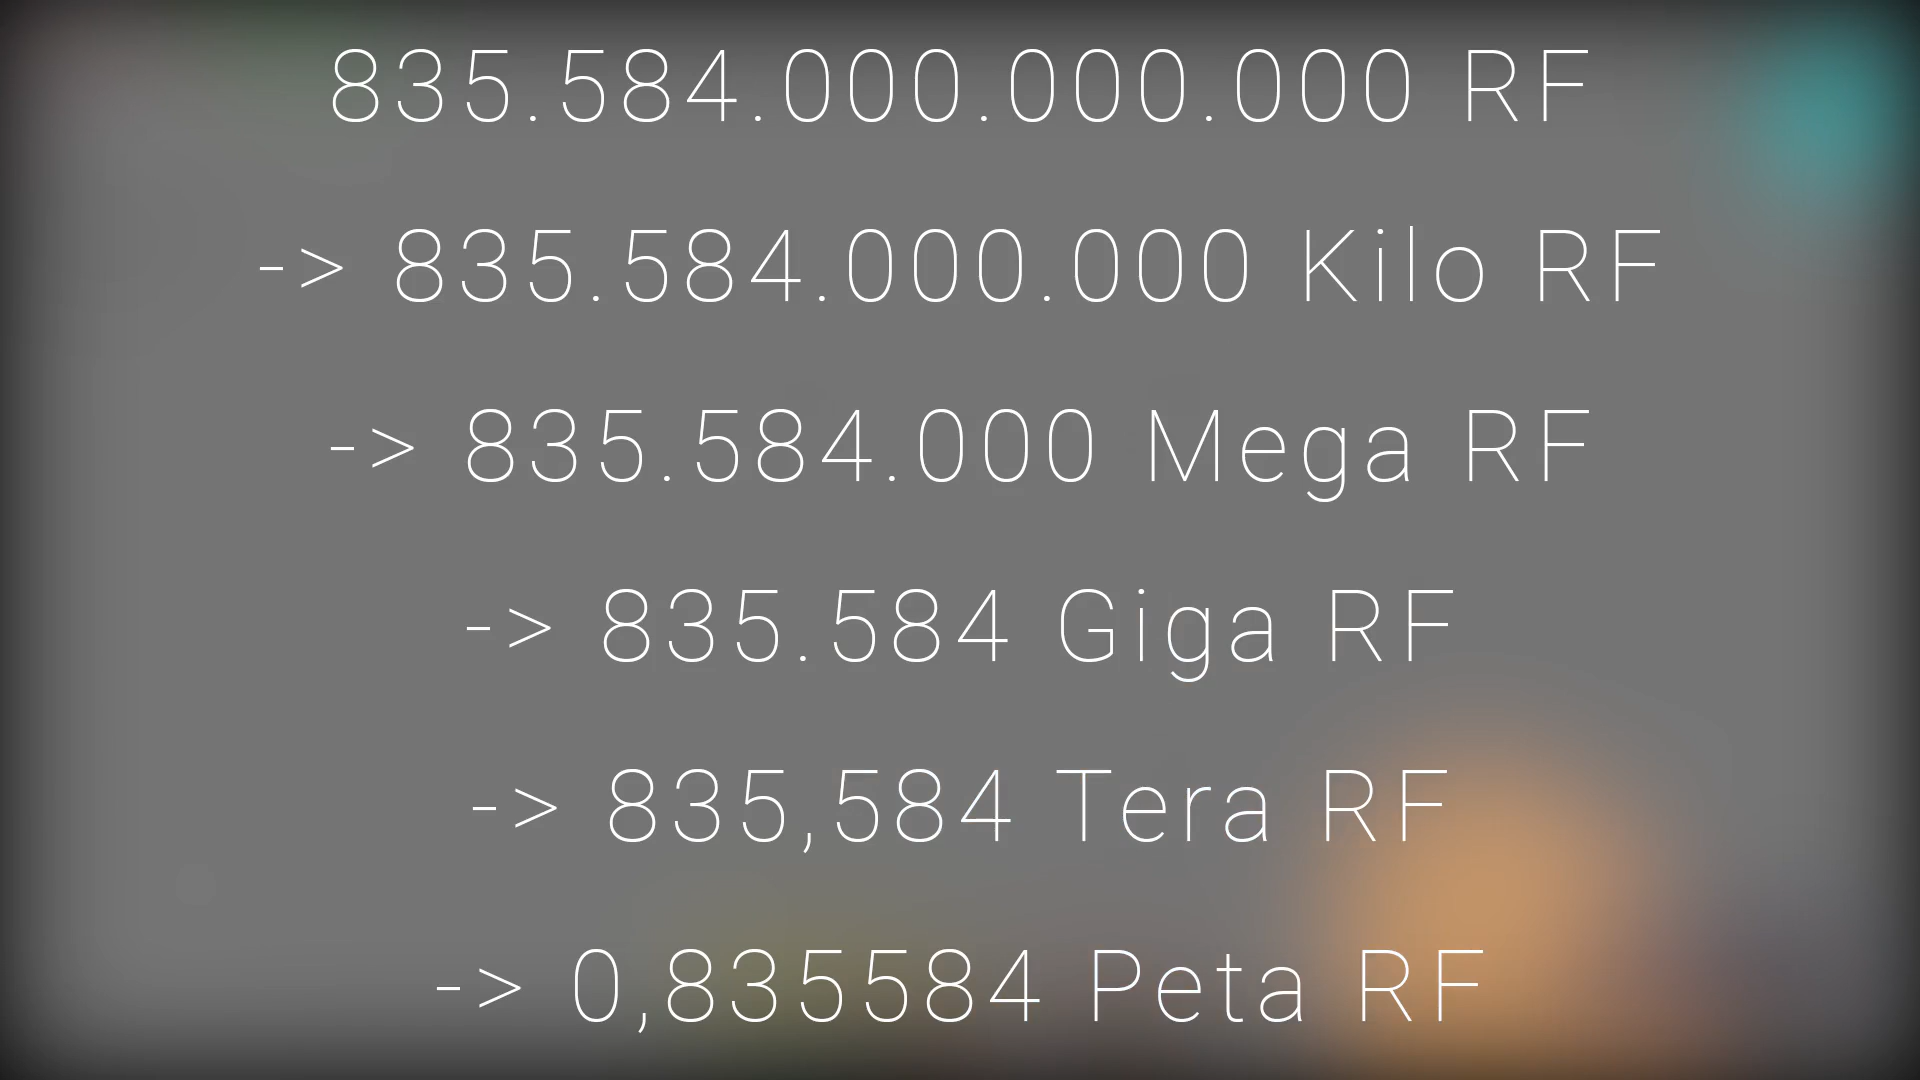 835.584.000.000.000 RF
-> 835.584.000.000 Kilo RF
-> 835.584.000 Mega RF
-> 835.584 Giga RF
-> 835,584 Tera RF
-> 0,835584 Peta RF